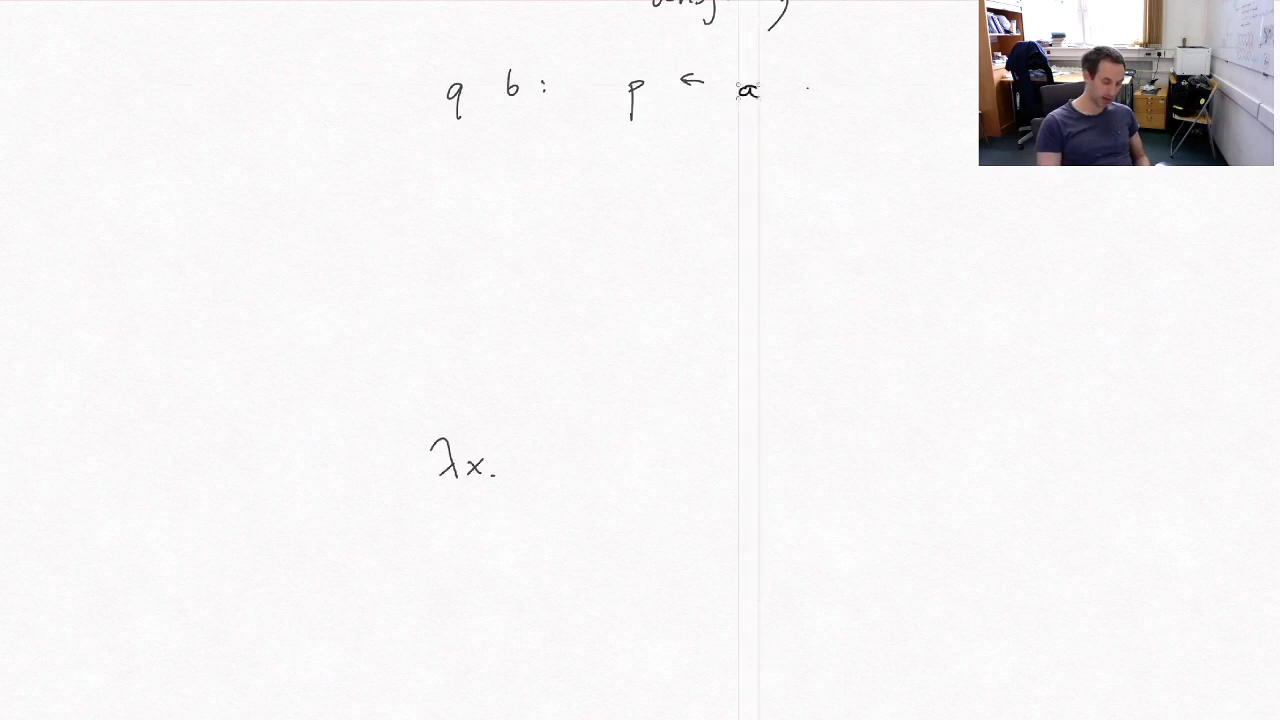 q b : p ← a
λx.